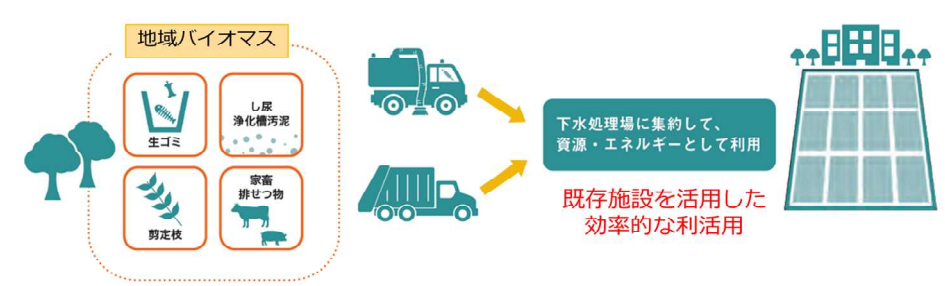 地域バイオマス
生ゴミ
し尿
浄化槽汚泥
剪定枝
家畜
排せつ物
下水処理場に集約して、
資源・エネルギーとして利用
既存施設を活用した
効率的な利活用